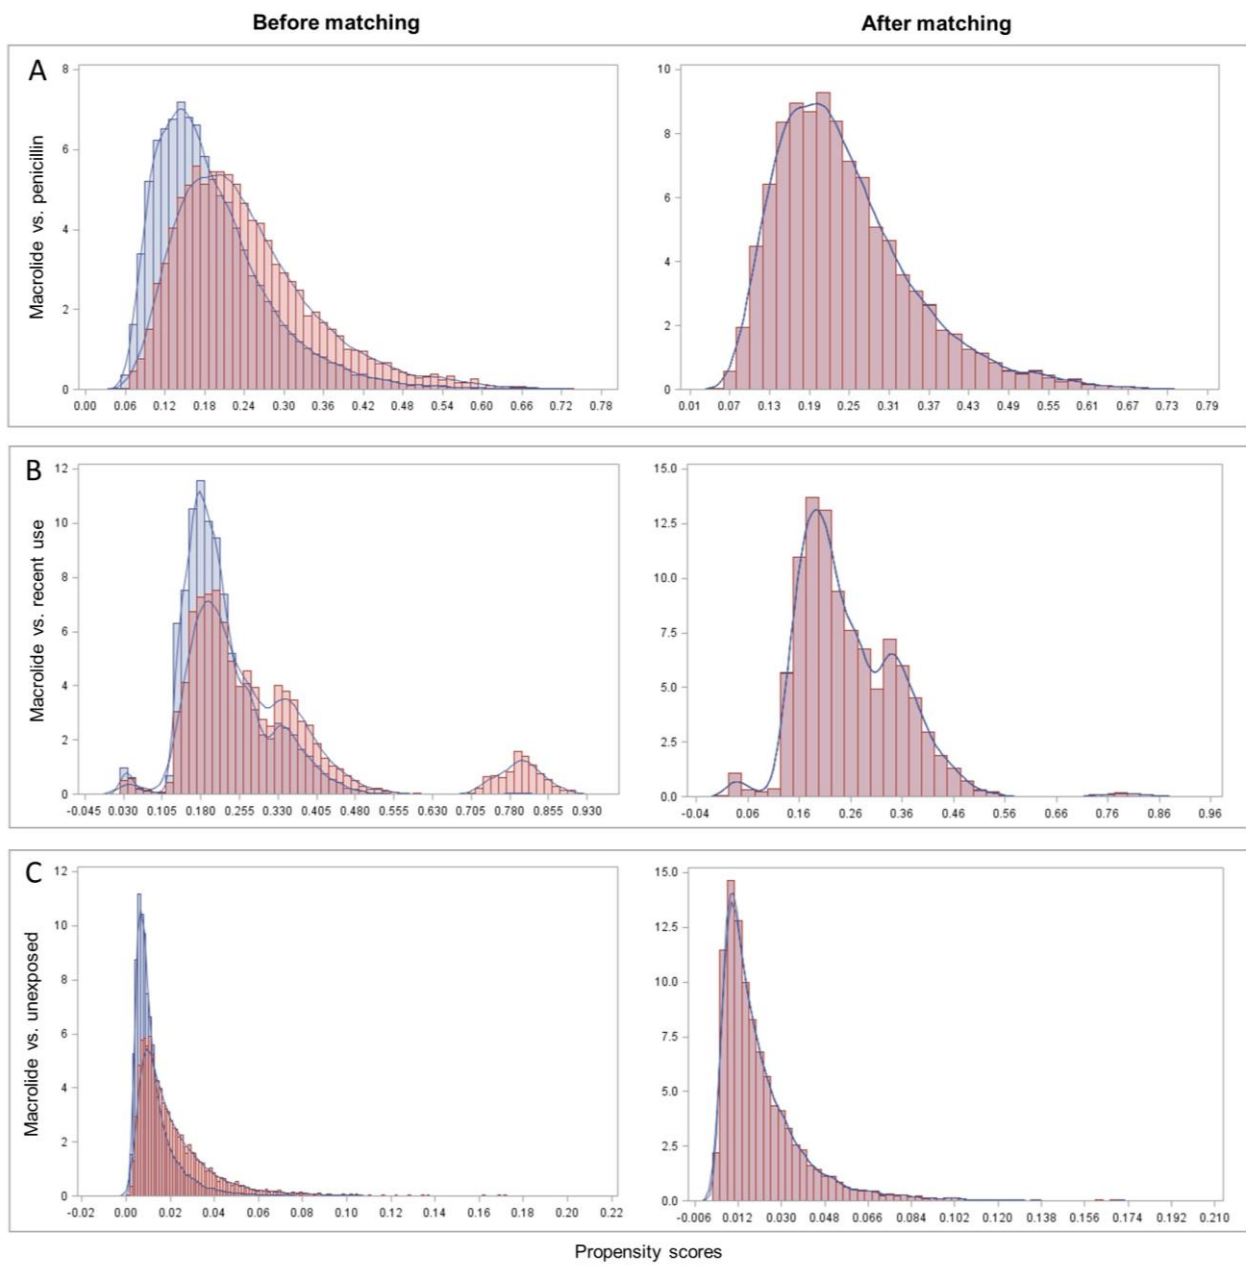 Before matching
After matching
A
Macrolide vs. penicillin
8
6
4
2
0
0.00 0.06 0.12 0.18 0.24 0.30 0.36 0.42 0.48 0.54 0.60 0.66 0.72 0.78
10
8
6
4
2
0
0.01 0.07 0.13 0.19 0.25 0.31 0.37 0.43 0.49 0.55 0.61 0.67 0.73 0.79
B
Macrolide vs. recent use
12
10
8
6
4
2
0
-0.045 0.030 0.105 0.180 0.255 0.330 0.405 0.480 0.555 0.630 0.705 0.780 0.855 0.930
15.0
12.5
10.0
7.5
5.0
2.5
0.0
-0.04 0.06 0.16 0.26 0.36 0.46 0.56 0.66 0.76 0.86 0.96
C
Macrolide vs. unexposed
12
10
8
6
4
2
0
-0.02 0.00 0.02 0.04 0.06 0.08 0.10 0.12 0.14 0.16 0.18 0.20 0.22
15.0
12.5
10.0
7.5
5.0
2.5
0.0
-0.006 0.012 0.030 0.048 0.066 0.084 0.102 0.120 0.138 0.156 0.174 0.192 0.210
Propensity scores